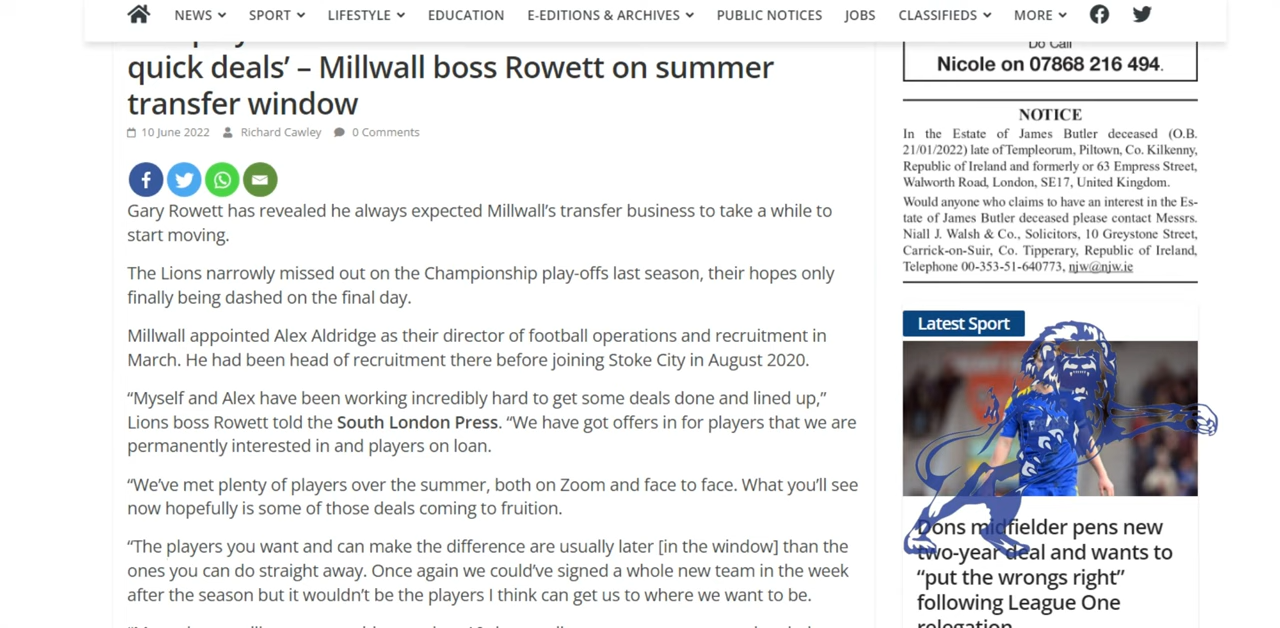 NEWS SPORT LIFESTYLE EDUCATION E-EDITIONS & ARCHIVES PUBLIC NOTICES JOBS CLASSIFIEDS MORE
quick deals’ – Millwall boss Rowett on summer
transfer window
10 June 2022 Richard Cawley 0 Comments
Gary Rowett has revealed he always expected Millwall’s transfer business to take a while to
start moving.
The Lions narrowly missed out on the Championship play-offs last season, their hopes only
finally being dashed on the final day.
Millwall appointed Alex Aldridge as their director of football operations and recruitment in
March. He had been head of recruitment there before joining Stoke City in August 2020.
“Myself and Alex have been working incredibly hard to get some deals done and lined up,”
Lions boss Rowett told the South London Press. “We have got offers in for players that we are
permanently interested in and players on loan.
“We’ve met plenty of players over the summer, both on Zoom and face to face. What you’ll see
now hopefully is some of those deals coming to fruition.
“The players you want and can make the difference are usually later [in the window] than the
ones you can do straight away. Once again we could’ve signed a whole new team in the week
after the season but it wouldn’t be the players I think can get us to where we want to be.
Do Call
Nicole on 07868 216 494.
NOTICE
In the Estate of James Butler deceased (O.B.
21/01/2022) late of Templeorum, Piltown, Co. Kilkenny,
Republic of Ireland and formerly or 63 Empress Street,
Walworth Road, London, SE17, United Kingdom.
Would anyone who claims to have an interest in the Es-
tate of James Butler deceased please contact Messrs.
Niall J. Walsh & Co., Solicitors, 10 Greystone Street,
Carrick-on-Suir, Co. Tipperary, Republic of Ireland,
Telephone 00-353-51-640773, njw@njw.ie
Latest Sport
Dons midfielder pens new
two-year deal and wants to
“put the wrongs right”
following League One
relegation